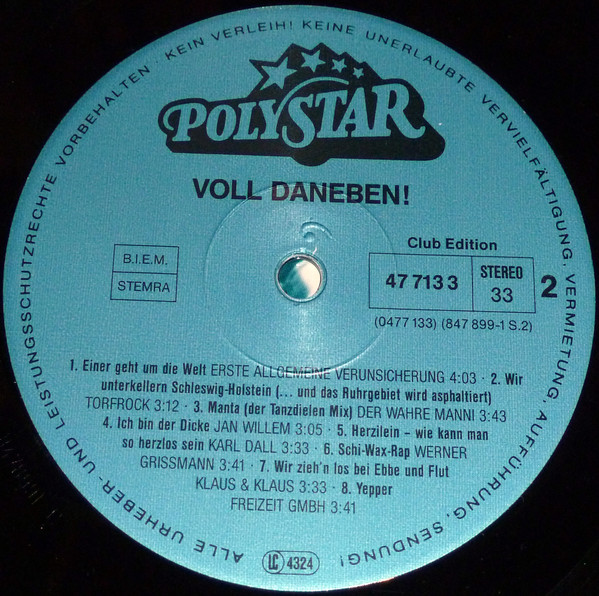 ALLE URHEBER- UND LEISTUNGSSCHUTZRECHTE VORBEHALTEN · KEIN VERLEIH! KEINE UNERLAUBTE VERVIELFÄLTIGUNG, VERMIETUNG, AUFFÜHRUNG, SENDUNG!
POLYSTAR
VOLL DANEBEN!
B.I.E.M.
STEMRA
Club Edition
47 713 3
STEREO
33
2
(0477 133) (847 899-1 S.2)
1. Einer geht um die Welt ERSTE ALLGEMEINE VERUNSICHERUNG 4:03 · 2. Wir
unterkellern Schleswig-Holstein (... und das Ruhrgebiet wird asphaltiert)
TORFROCK 3:12 · 3. Manta (der Tanzdielen Mix) DER WAHRE MANNI 3:43
4. Ich bin der Dicke JAN WILLEM 3:05 · 5. Herzilein – wie kann man
so herzlos sein KARL DALL 3:33 · 6. Schi-Wax-Rap WERNER
GRISSMANN 3:41 · 7. Wir zieh'n los bei Ebbe und Flut
KLAUS & KLAUS 3:33 · 8. Yepper
FREIZEIT GMBH 3:41
LC 4324